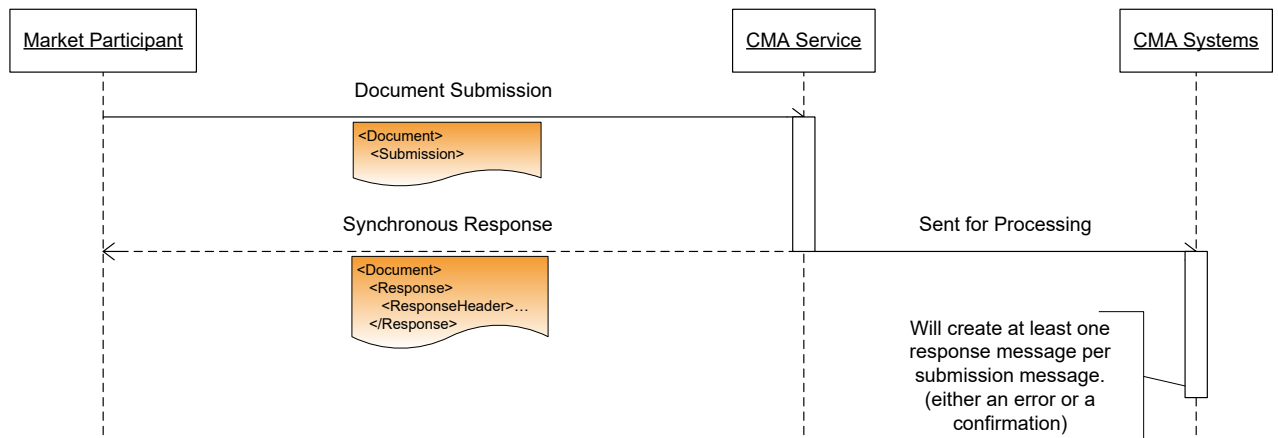 Market Participant
CMA Service
CMA Systems
Document Submission
<Document>
<Submission>
Synchronous Response
Sent for Processing
<Document>
<Response>
<ResponseHeader>…
</Response>
Will create at least one
response message per
submission message.
(either an error or a
confirmation)